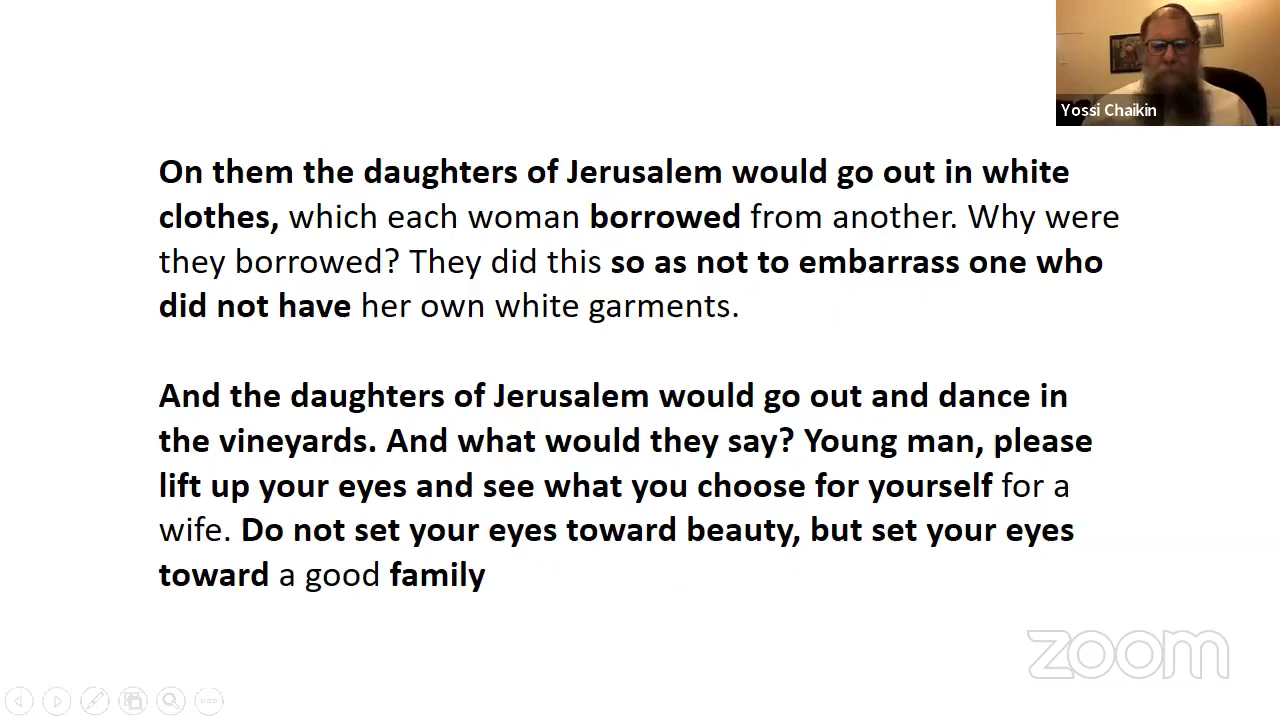 Yossi Chaikin
On them the daughters of Jerusalem would go out in white
clothes, which each woman borrowed from another. Why were
they borrowed? They did this so as not to embarrass one who
did not have her own white garments.
And the daughters of Jerusalem would go out and dance in
the vineyards. And what would they say? Young man, please
lift up your eyes and see what you choose for yourself for a
wife. Do not set your eyes toward beauty, but set your eyes
toward a good family
zoom